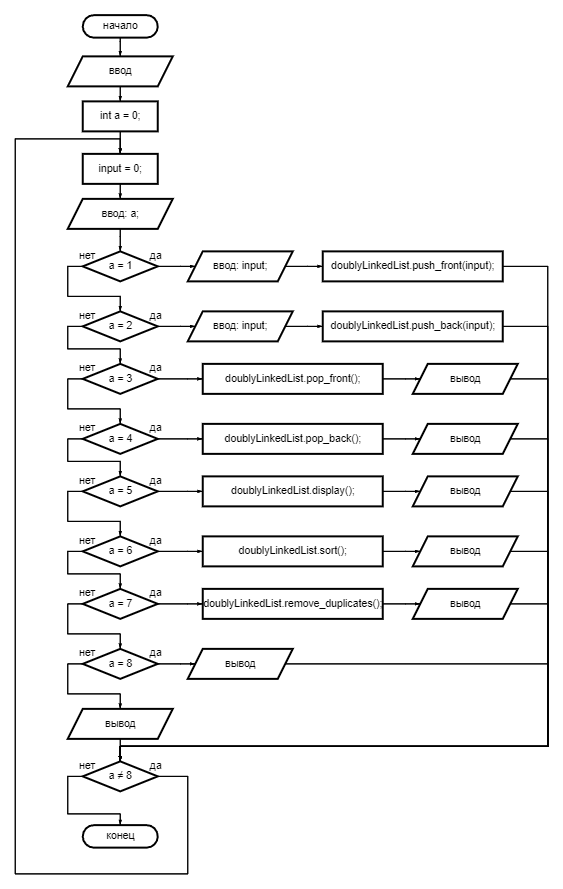 начало
ввод
int a = 0;
input = 0;
ввод: a;
нет
да
a = 1
ввод: input;
doublyLinkedList.push_front(input);
нет
да
a = 2
ввод: input;
doublyLinkedList.push_back(input);
нет
да
a = 3
doublyLinkedList.pop_front();
вывод
нет
да
a = 4
doublyLinkedList.pop_back();
вывод
нет
да
a = 5
doublyLinkedList.display();
вывод
нет
да
a = 6
doublyLinkedList.sort();
вывод
нет
да
a = 7
doublyLinkedList.remove_duplicates();
вывод
нет
да
a = 8
вывод
вывод
нет
да
a ≠ 8
конец